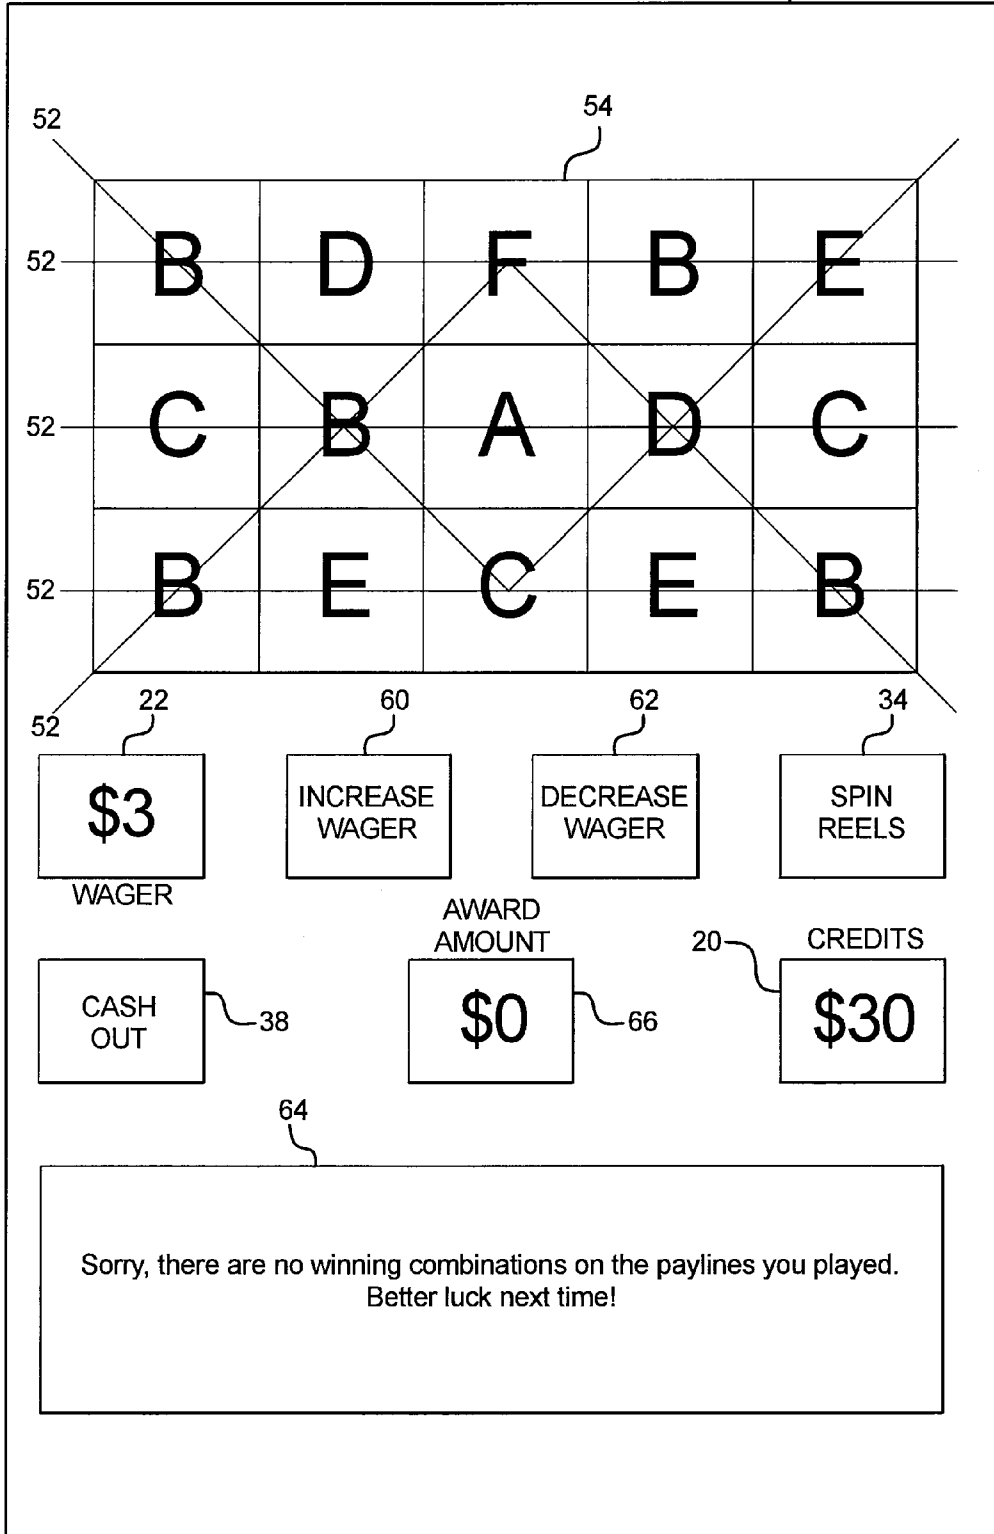 54
52
52 B D F B E
52 C B A D C
52 B E C E B
52 22 60 62 34
$3 INCREASE WAGER DECREASE WAGER SPIN REELS
WAGER
AWARD AMOUNT 20 CREDITS
CASH OUT 38 $0 66 $30
64
Sorry, there are no winning combinations on the paylines you played.
Better luck next time!